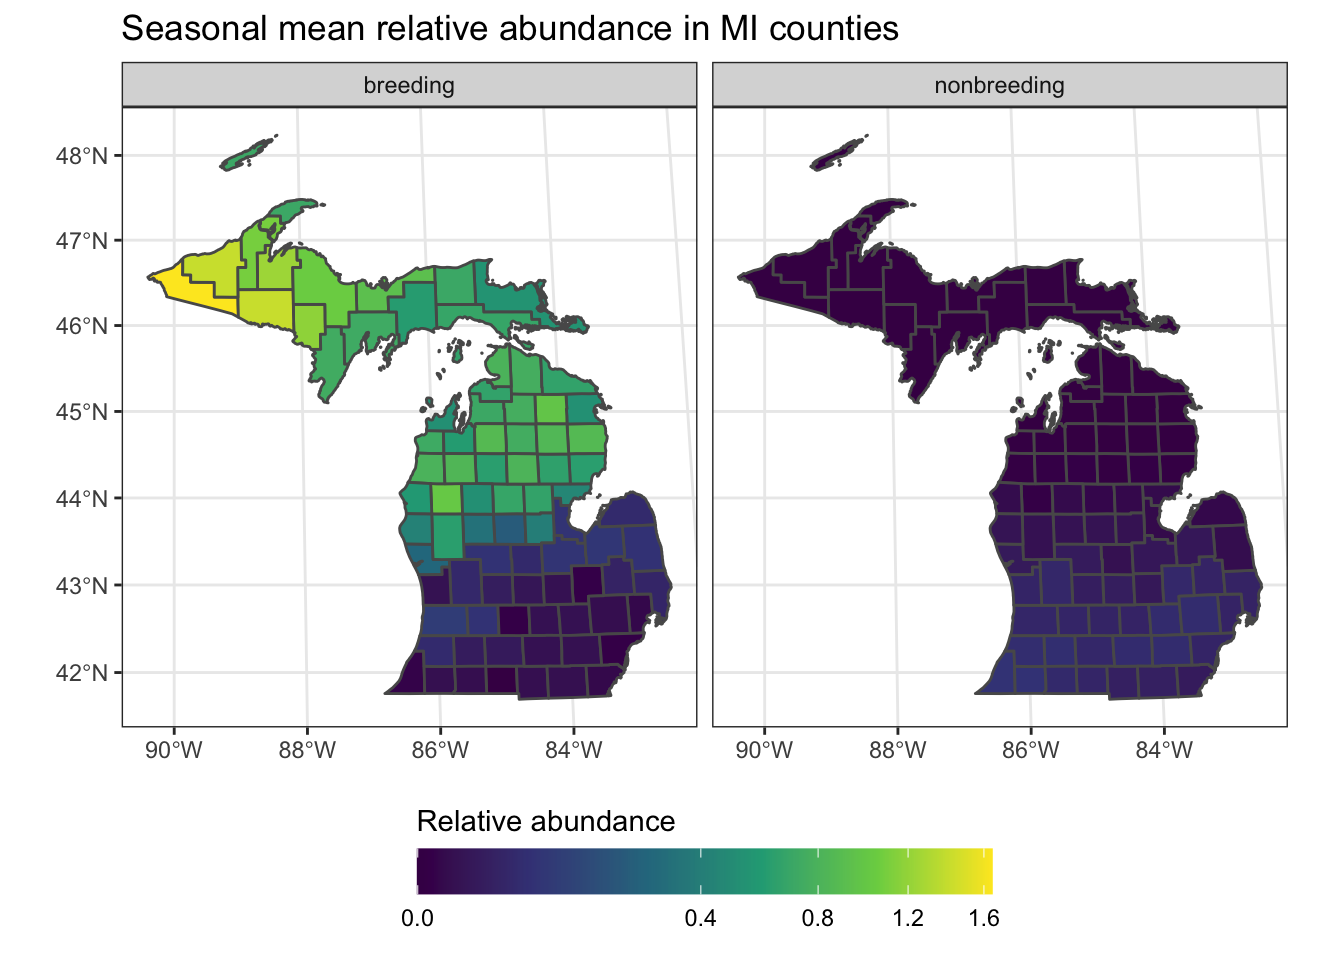 Seasonal mean relative abundance in MI counties
breeding
nonbreeding
48°N
47°N
46°N
45°N
44°N
43°N
42°N
90°W 88°W 86°W 84°W 90°W 88°W 86°W 84°W
Relative abundance
0.0 0.4 0.8 1.2 1.6